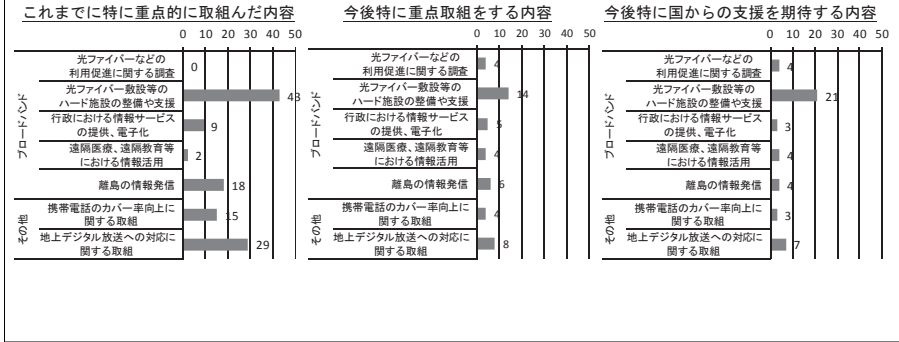 これまでに特に重点的に取組んだ内容
0 10 20 30 40 50
ブロードバンド
光ファイバーなどの
利用促進に関する調査
0
光ファイバー敷設等の
ハード施設の整備や支援
43
行政における情報サービス
の提供、電子化
9
遠隔医療、遠隔教育等
における情報活用
2
離島の情報発信
18
その他
携帯電話のカバー率向上に
関する取組
15
地上デジタル放送への対応に
関する取組
29
今後特に重点取組をする内容
0 10 20 30 40 50
ブロードバンド
光ファイバーなどの
利用促進に関する調査
4
光ファイバー敷設等の
ハード施設の整備や支援
14
行政における情報サービス
の提供、電子化
5
遠隔医療、遠隔教育等
における情報活用
4
離島の情報発信
6
その他
携帯電話のカバー率向上に
関する取組
4
地上デジタル放送への対応に
関する取組
8
今後特に国からの支援を期待する内容
0 10 20 30 40 50
ブロードバンド
光ファイバーなどの
利用促進に関する調査
4
光ファイバー敷設等の
ハード施設の整備や支援
21
行政における情報サービス
の提供、電子化
3
遠隔医療、遠隔教育等
における情報活用
4
離島の情報発信
4
その他
携帯電話のカバー率向上に
関する取組
3
地上デジタル放送への対応に
関する取組
7